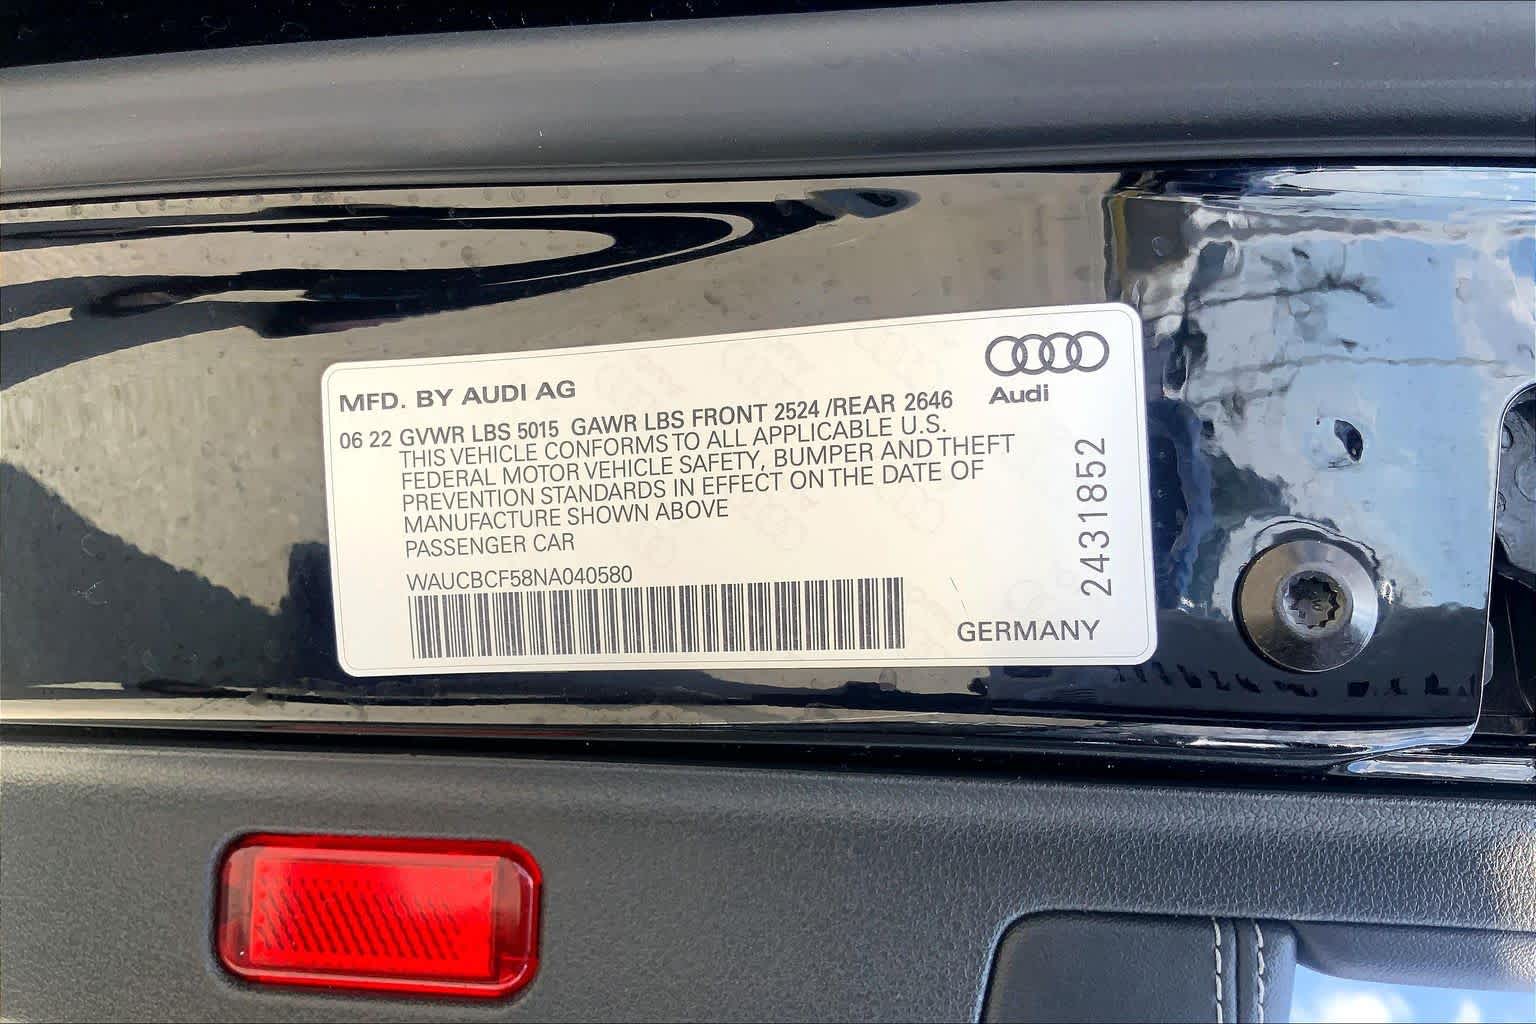 MFD. BY AUDI AG
Audi
06 22 GVWR LBS 5015 GAWR LBS FRONT 2524 /REAR 2646
THIS VEHICLE CONFORMS TO ALL APPLICABLE U.S.
FEDERAL MOTOR VEHICLE SAFETY, BUMPER AND THEFT
PREVENTION STANDARDS IN EFFECT ON THE DATE OF
MANUFACTURE SHOWN ABOVE
PASSENGER CAR
WAUCBCF58NA040580
2431852
GERMANY